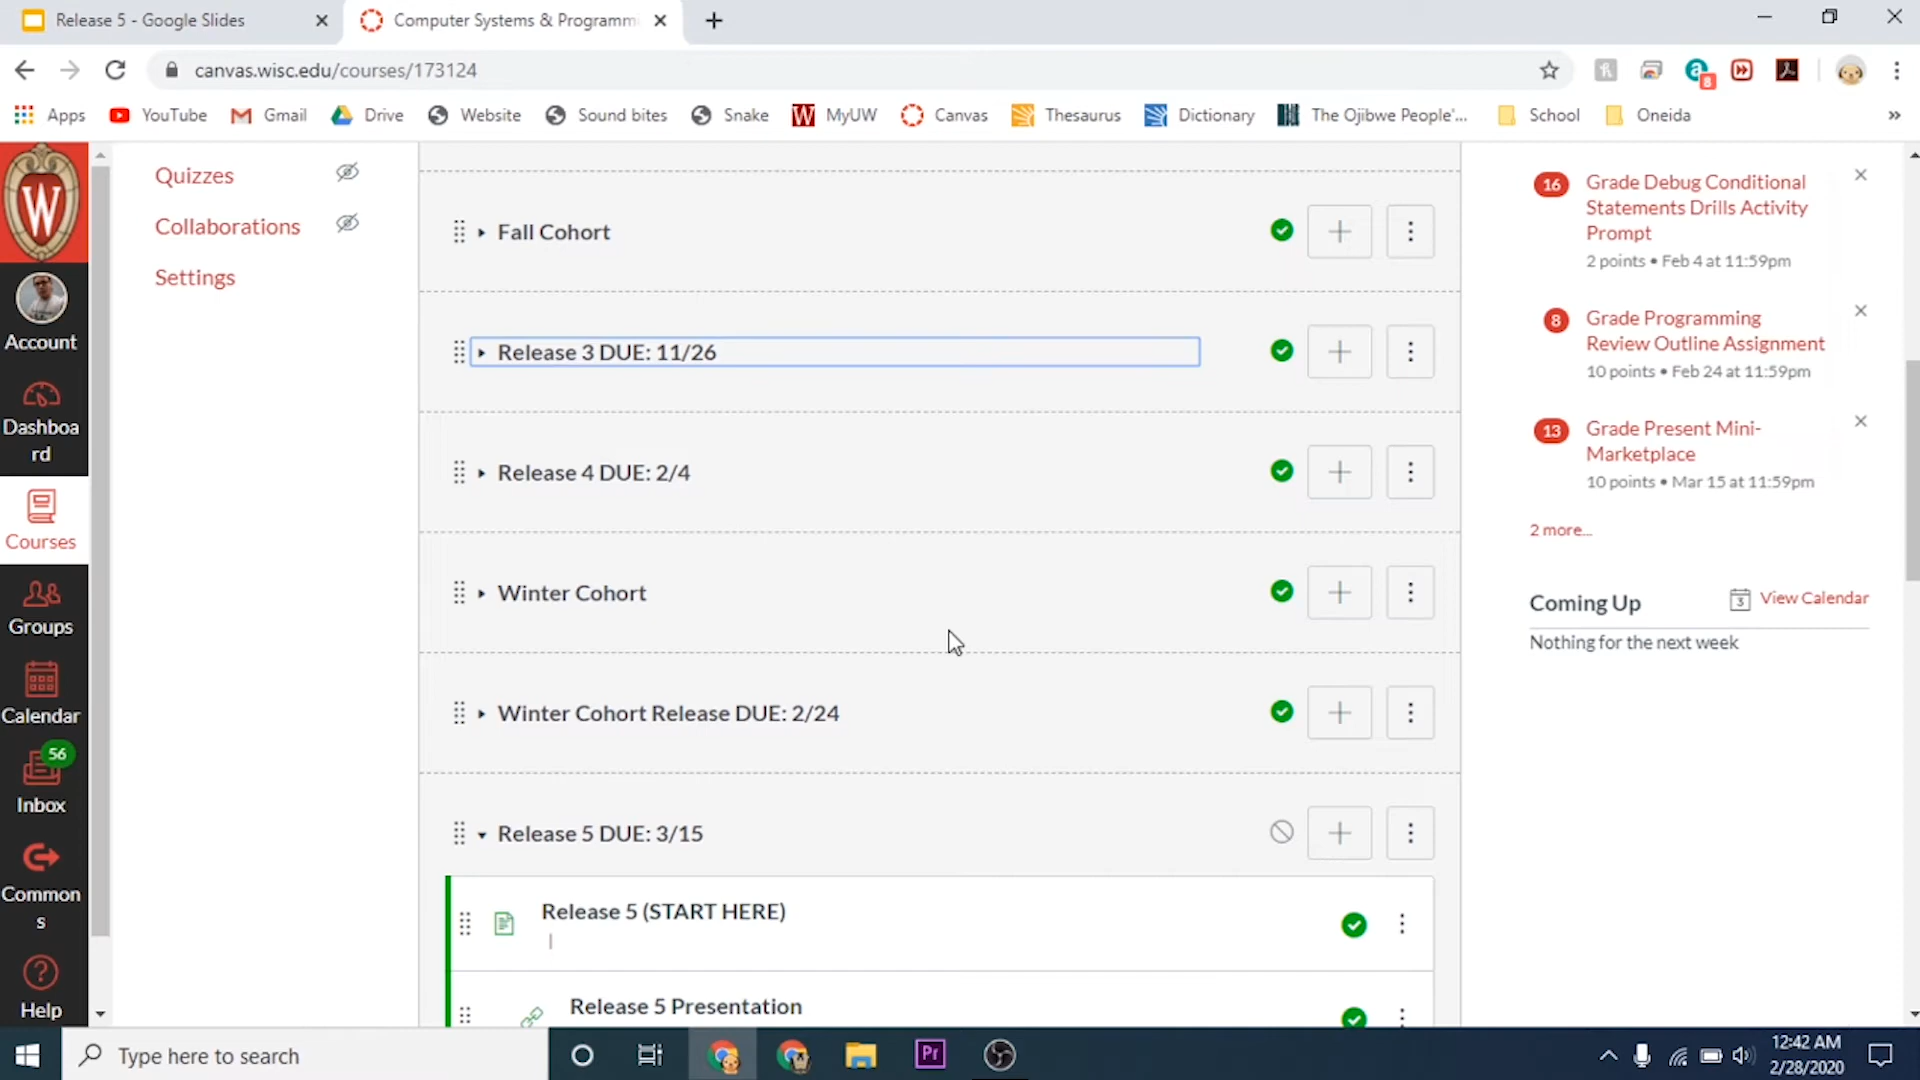 Release 5 - Google Slides
Computer Systems & Programmi
canvas.wisc.edu/courses/173124
Apps
YouTube
Gmail
Drive
Website
Sound bites
Snake
MyUW
Canvas
Thesaurus
Dictionary
The Ojibwe People'...
School
Oneida
»
W
Account
Dashboa
rd
Courses
Groups
Calendar
56
Inbox
Common
s
Help
Quizzes
Collaborations
Settings
Fall Cohort
Release 3 DUE: 11/26
Release 4 DUE: 2/4
Winter Cohort
Winter Cohort Release DUE: 2/24
Release 5 DUE: 3/15
Release 5 (START HERE)
|
Release 5 Presentation
16
Grade Debug Conditional
Statements Drills Activity
Prompt
2 points • Feb 4 at 11:59pm
8
Grade Programming
Review Outline Assignment
10 points • Feb 24 at 11:59pm
13
Grade Present Mini-
Marketplace
10 points • Mar 15 at 11:59pm
2 more...
Coming Up
3
View Calendar
Nothing for the next week
Type here to search
Pr
12:42 AM
2/28/2020